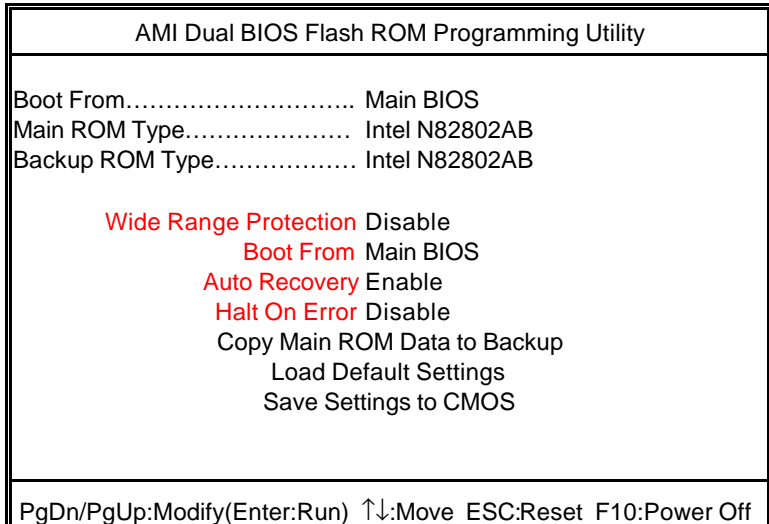 AMI Dual BIOS Flash ROM Programming Utility
Boot From……………………….. Main BIOS
Main ROM Type………………… Intel N82802AB
Backup ROM Type.……………… Intel N82802AB
Wide Range Protection Disable
Boot From Main BIOS
Auto Recovery Enable
Halt On Error Disable
Copy Main ROM Data to Backup
Load Default Settings
Save Settings to CMOS
PgDn/PgUp:Modify(Enter:Run) ↑↓:Move ESC:Reset F10:Power Off